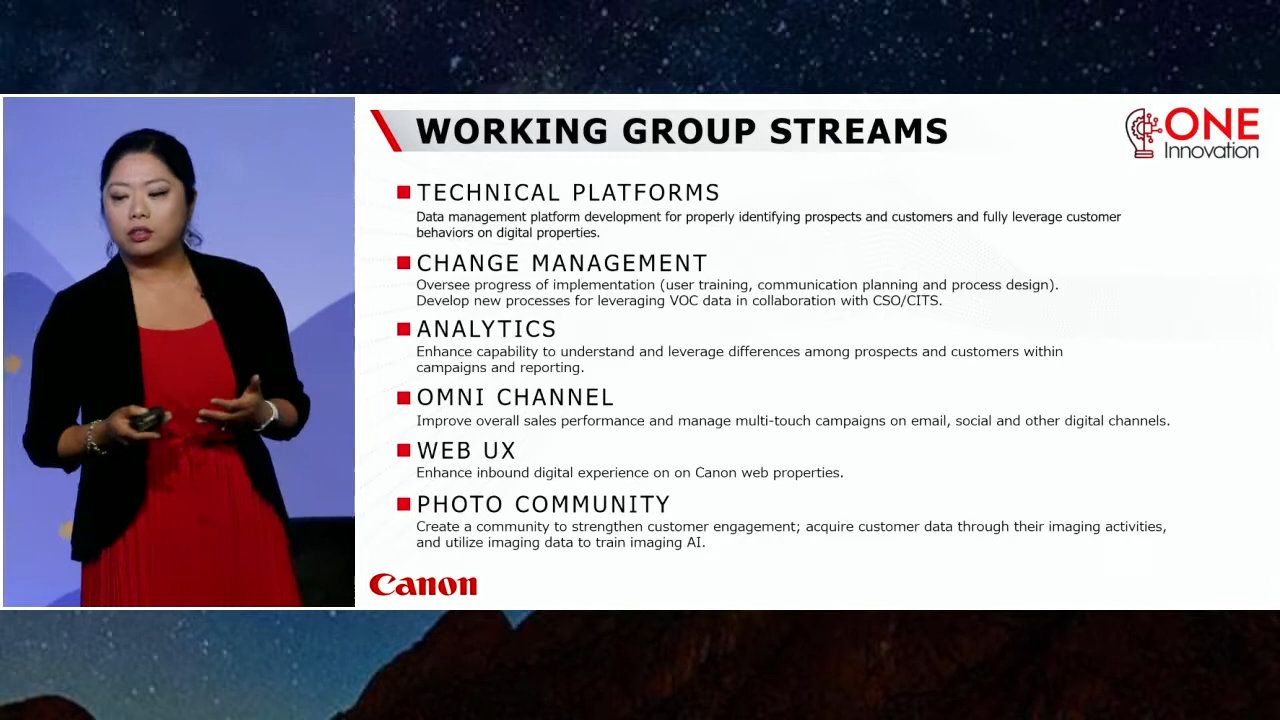 WORKING GROUP STREAMS
ONE
Innovation
TECHNICAL PLATFORMS
Data management platform development for properly identifying prospects and customers and fully leverage customer
behaviors on digital properties.
CHANGE MANAGEMENT
Oversee progress of implementation (user training, communication planning and process design).
Develop new processes for leveraging VOC data in collaboration with CSO/CITS.
ANALYTICS
Enhance capability to understand and leverage differences among prospects and customers within
campaigns and reporting.
OMNI CHANNEL
Improve overall sales performance and manage multi-touch campaigns on email, social and other digital channels.
WEB UX
Enhance inbound digital experience on on Canon web properties.
PHOTO COMMUNITY
Create a community to strengthen customer engagement; acquire customer data through their imaging activities,
and utilize imaging data to train imaging AI.
Canon